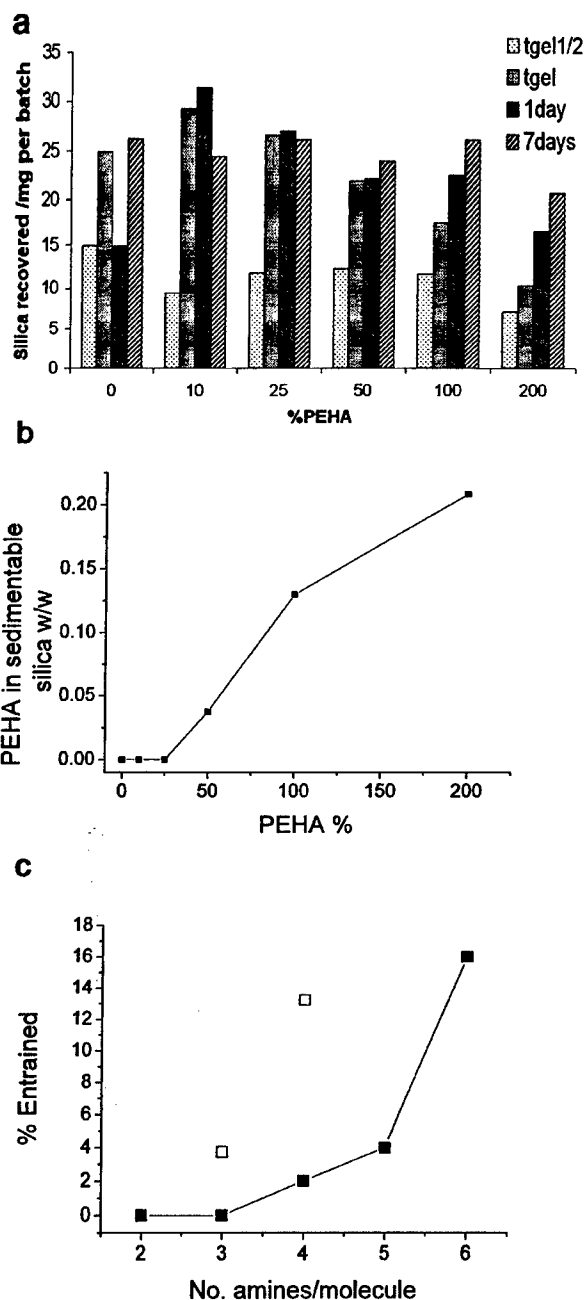 a
Silica recovered /mg per batch
35
30
25
20
15
10
5
0
0 10 25 50 100 200
%PEHA
tgel1/2
tgel
1day
7days
b
PEHA in sedimentable
silica w/w
0.20
0.15
0.10
0.05
0.00
0 50 100 150 200
PEHA %
c
% Entrained
18
16
14
12
10
8
6
4
2
0
2 3 4 5 6
No. amines/molecule